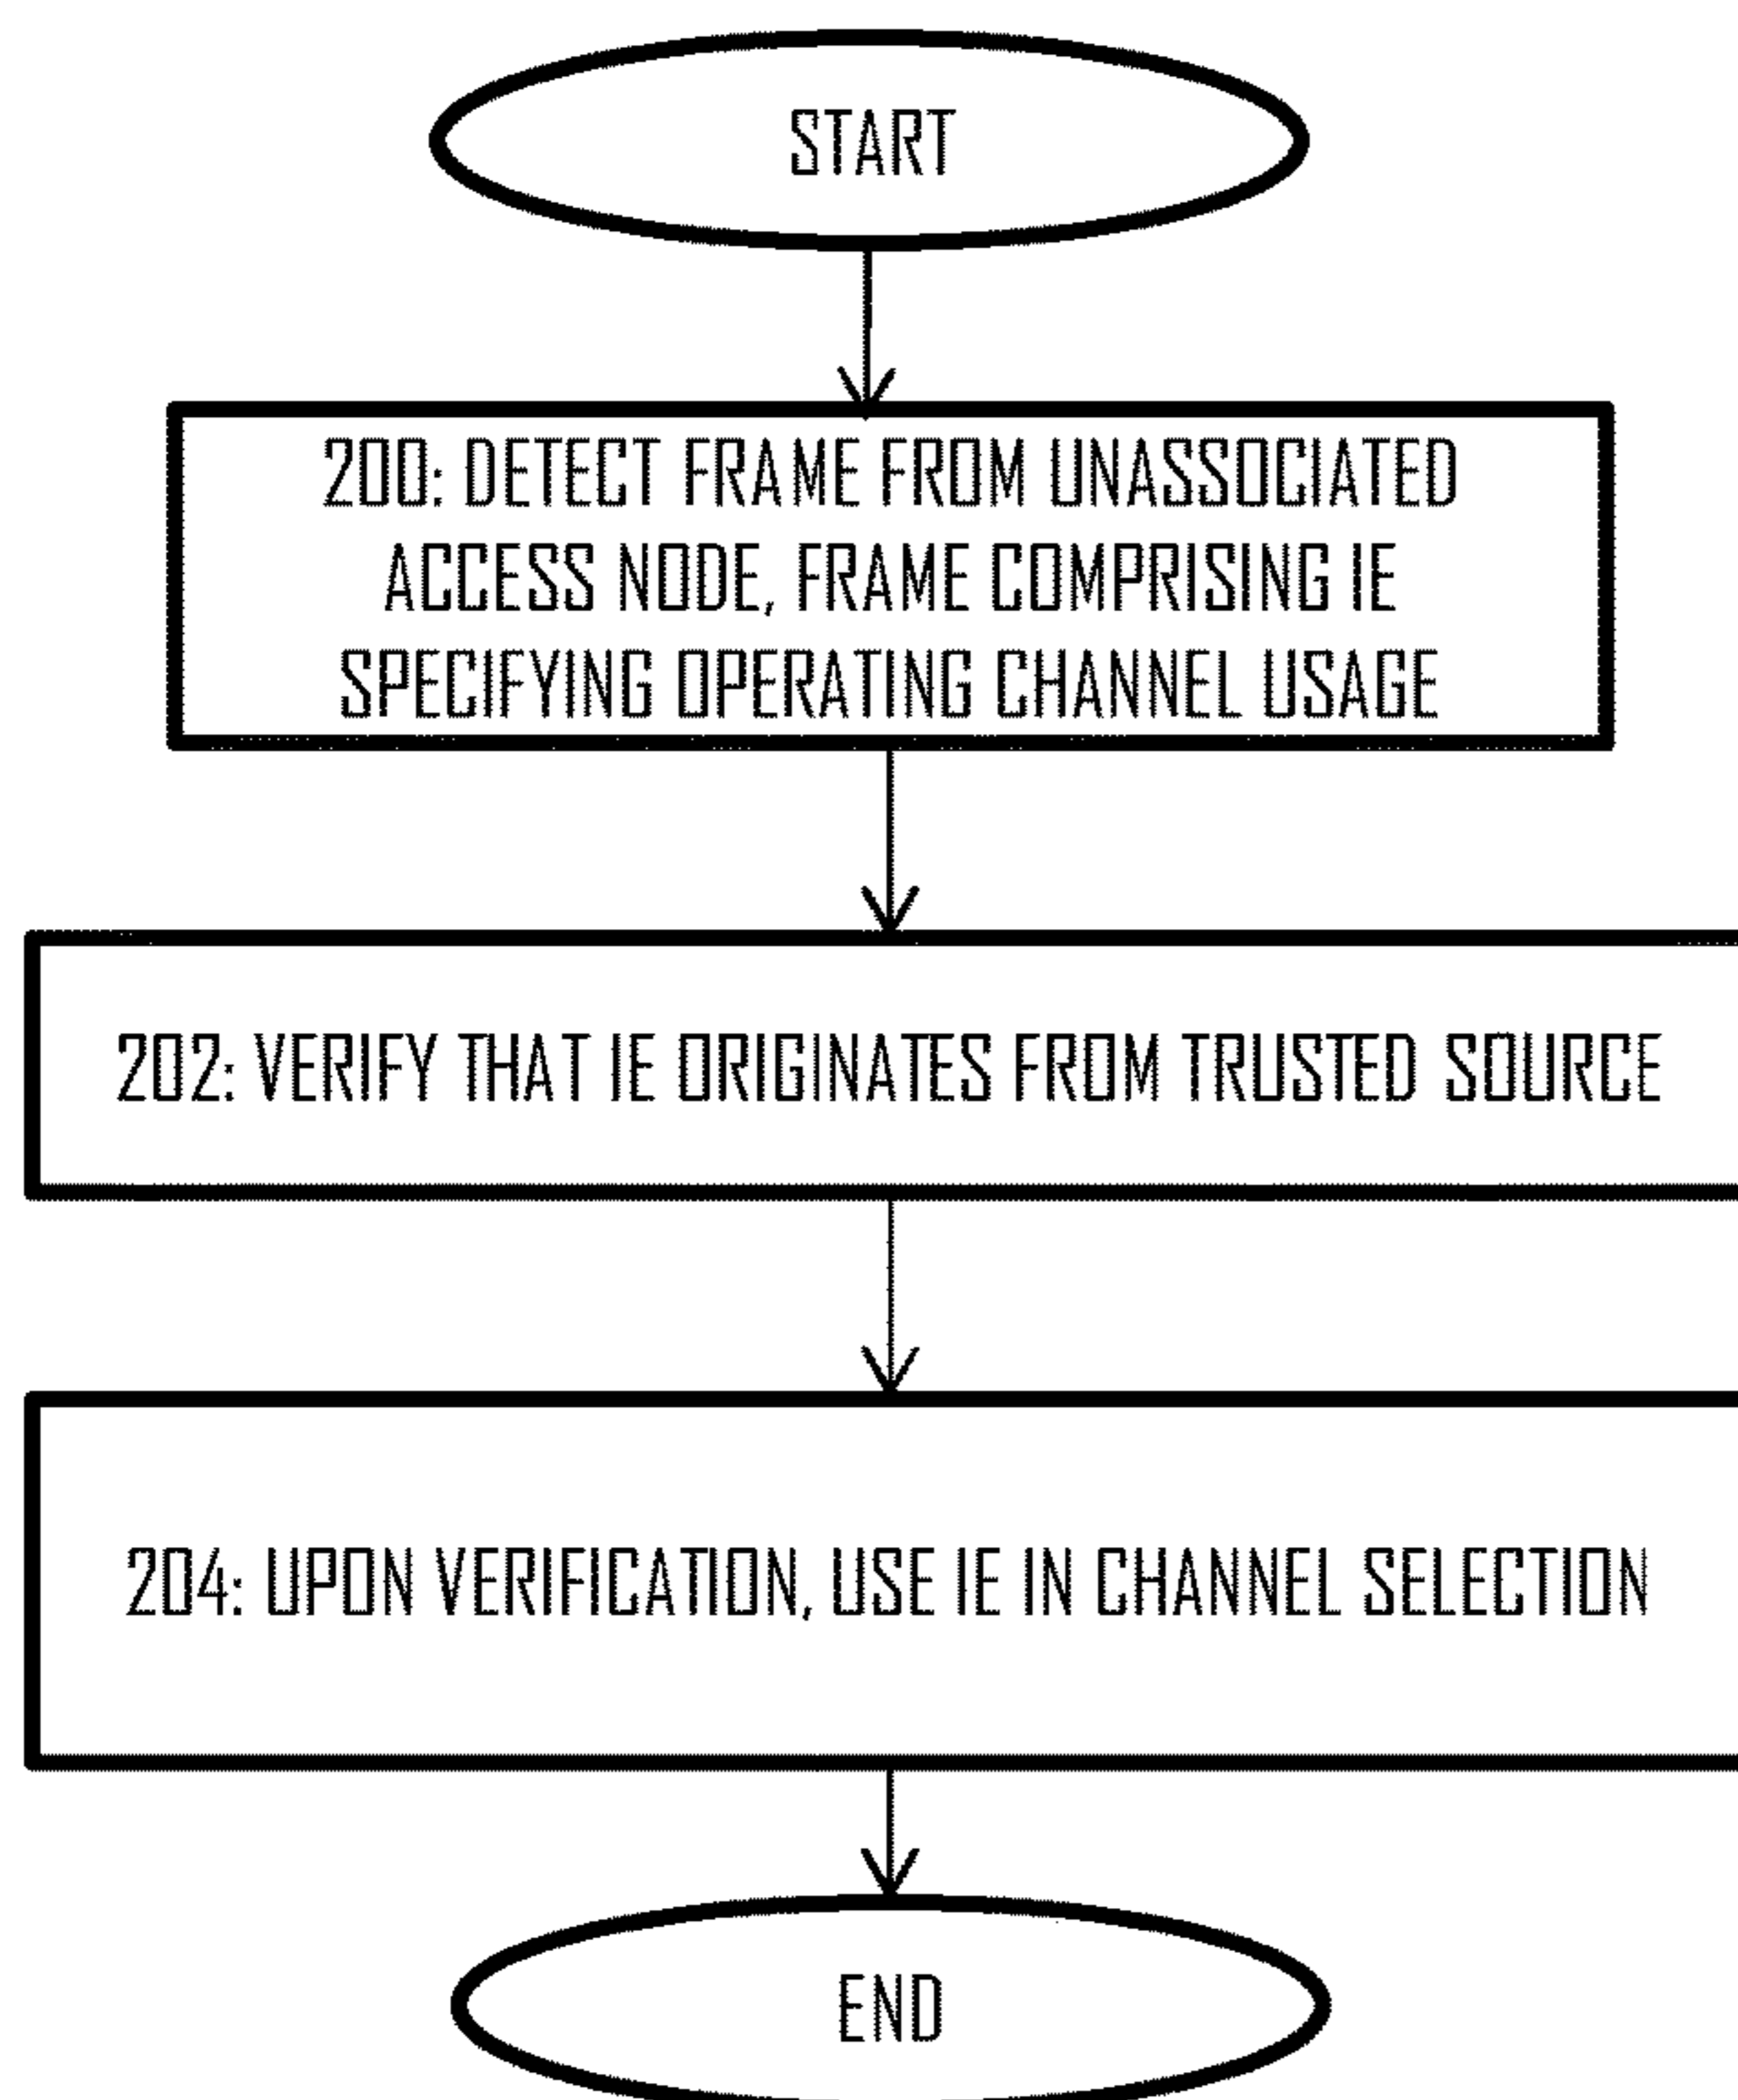 START
200: DETECT FRAME FROM UNASSOCIATED
ACCESS NODE, FRAME COMPRISING IE
SPECIFYING OPERATING CHANNEL USAGE
202: VERIFY THAT IE ORIGINATES FROM TRUSTED SOURCE
204: UPON VERIFICATION, USE IE IN CHANNEL SELECTION
END